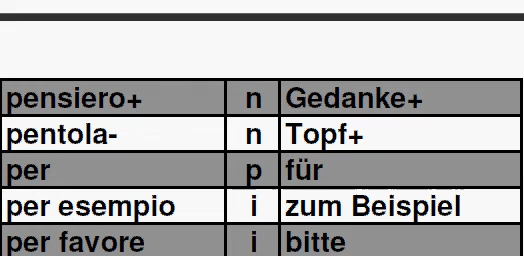 pensiero+ n Gedanke+
pentola- n Topf+
per p für
per esempio i zum Beispiel
per favore i bitte